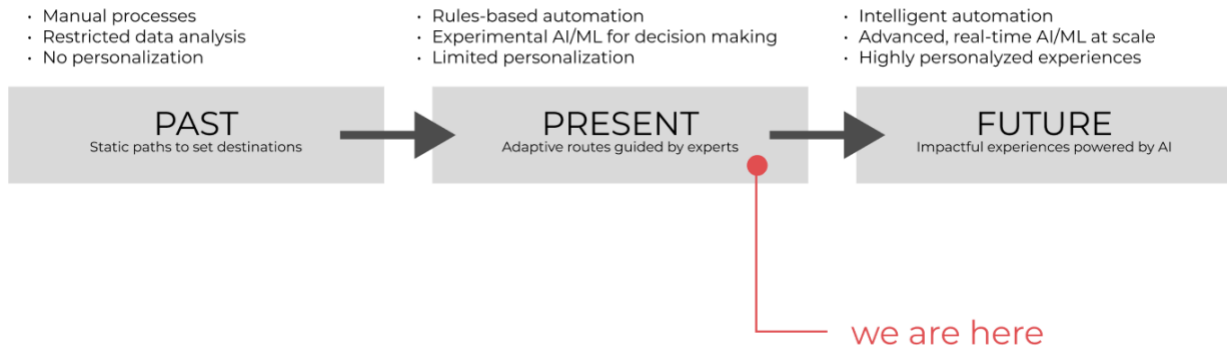 · Manual processes
· Restricted data analysis
· No personalization
PAST
Static paths to set destinations
· Rules-based automation
· Experimental AI/ML for decision making
· Limited personalization
PRESENT
Adaptive routes guided by experts
· Intelligent automation
· Advanced, real-time AI/ML at scale
· Highly personalized experiences
FUTURE
Impactful experiences powered by AI
we are here